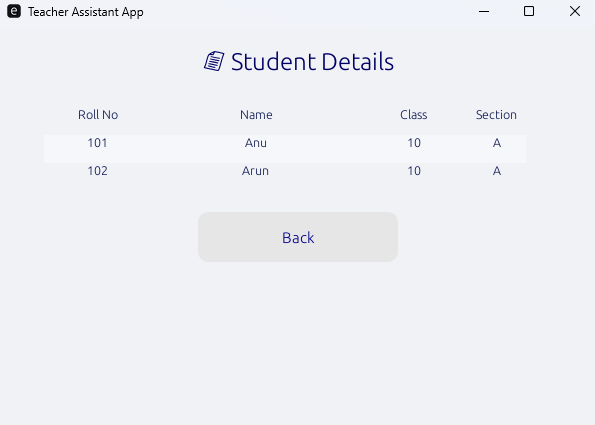 e Teacher Assistant App
Student Details
Roll No Name Class Section
101 Anu 10 A
102 Arun 10 A
Back